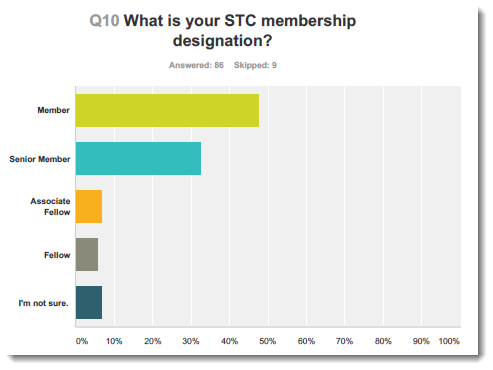 Q10 What is your STC membership
designation?
Answered: 86 Skipped: 9
Member
Senior Member
Associate
Fellow
Fellow
I'm not sure.
0% 10% 20% 30% 40% 50% 60% 70% 80% 90% 100%